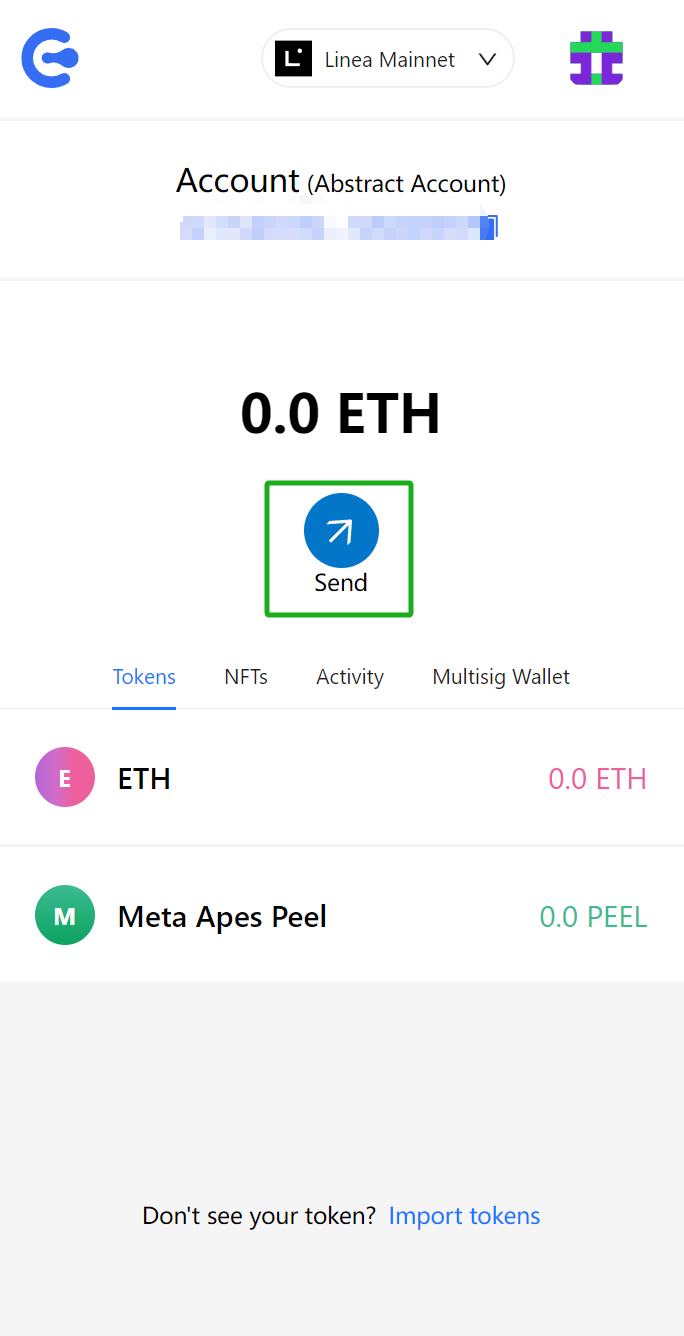 Linea Mainnet
Account (Abstract Account)
0.0 ETH
Send
Tokens NFTs Activity Multisig Wallet
E ETH 0.0 ETH
M Meta Apes Peel 0.0 PEEL
Don't see your token? Import tokens